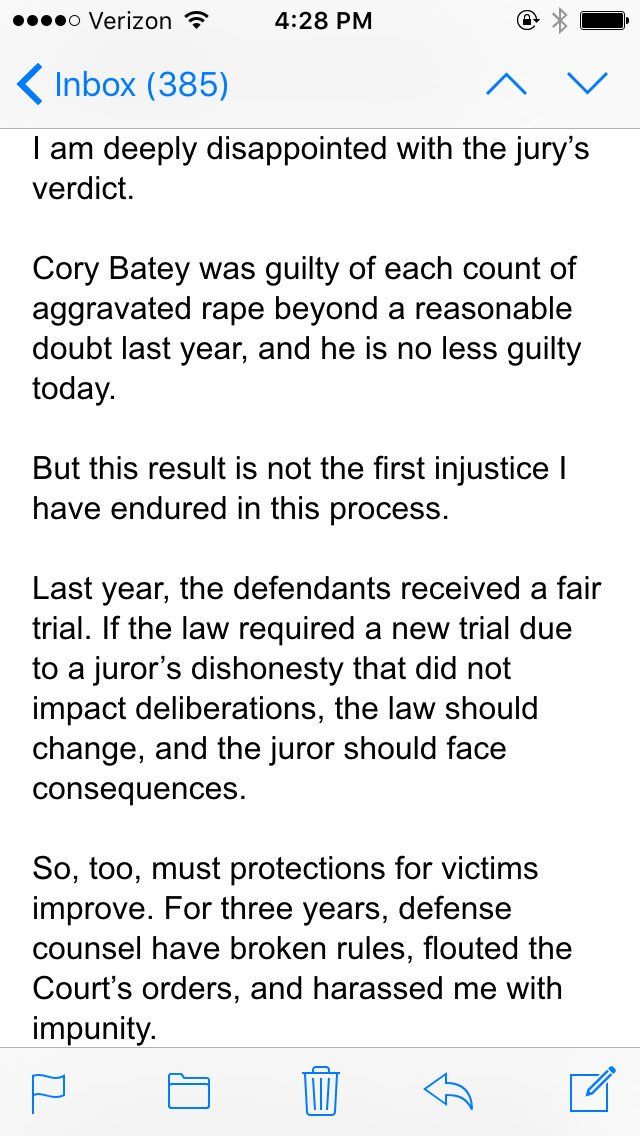 Verizon 4:28 PM
Inbox (385)
I am deeply disappointed with the jury’s
verdict.
Cory Batey was guilty of each count of
aggravated rape beyond a reasonable
doubt last year, and he is no less guilty
today.
But this result is not the first injustice I
have endured in this process.
Last year, the defendants received a fair
trial. If the law required a new trial due
to a juror’s dishonesty that did not
impact deliberations, the law should
change, and the juror should face
consequences.
So, too, must protections for victims
improve. For three years, defense
counsel have broken rules, flouted the
Court’s orders, and harassed me with
impunity.